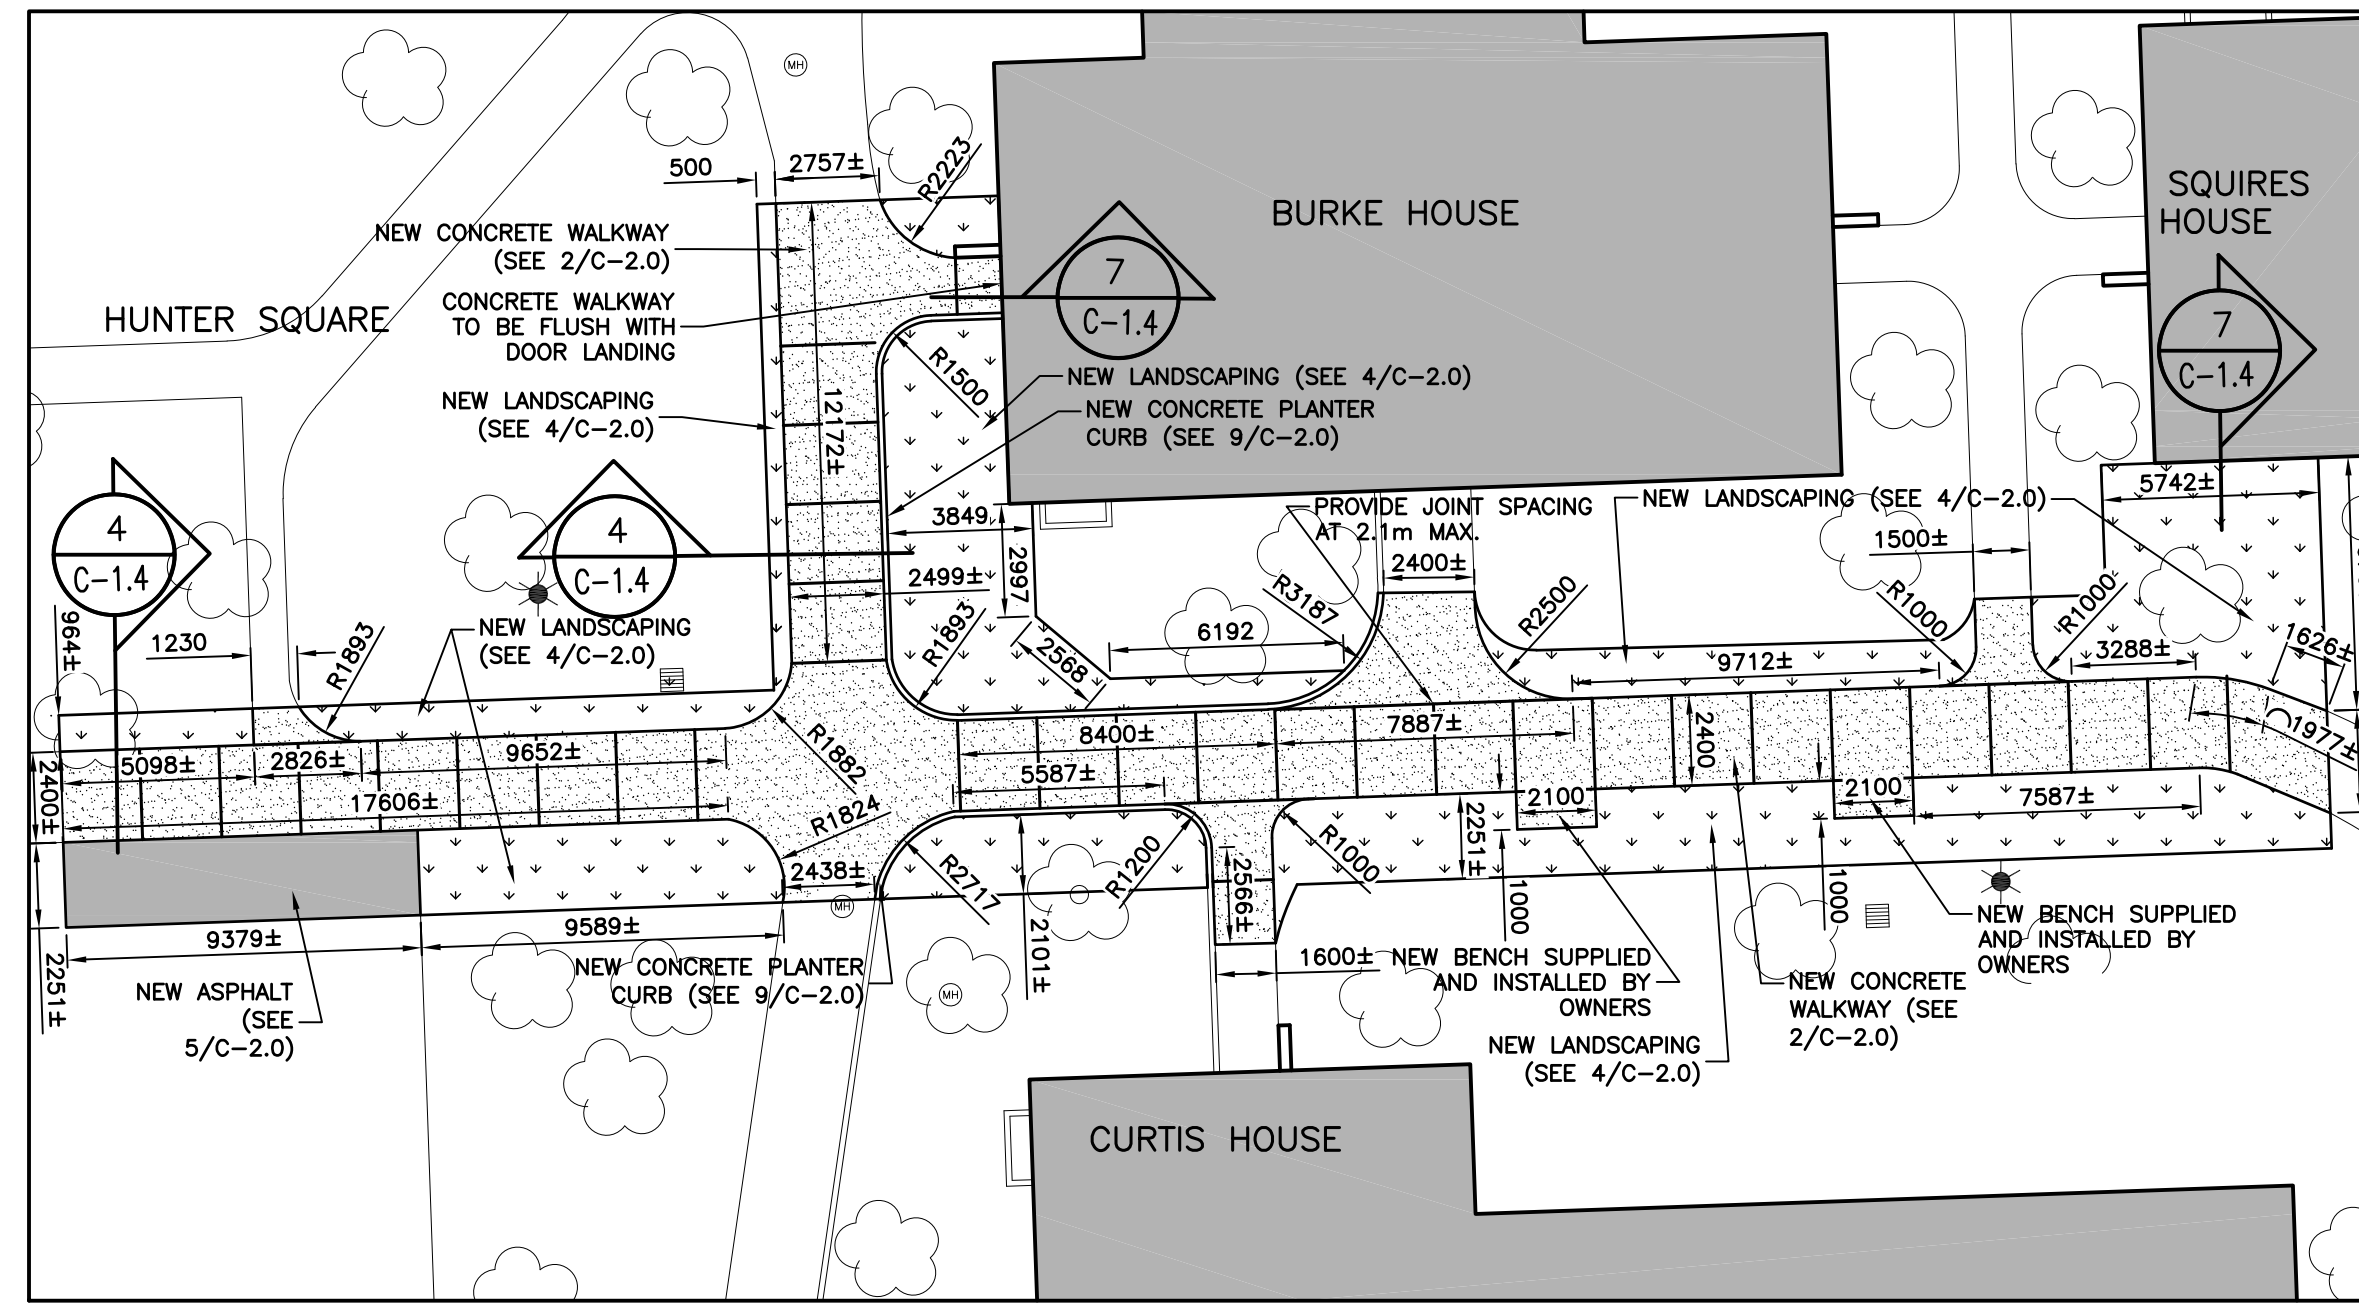 MH
BURKE HOUSE
SQUIRES
HOUSE
HUNTER SQUARE
500
2757±
R2223
NEW CONCRETE WALKWAY
(SEE 2/C-2.0)
CONCRETE WALKWAY
TO BE FLUSH WITH
DOOR LANDING
NEW LANDSCAPING
(SEE 4/C-2.0)
7
C-1.4
7
C-1.4
R1500
NEW LANDSCAPING (SEE 4/C-2.0)
NEW CONCRETE PLANTER
CURB (SEE 9/C-2.0)
12172±
4
C-1.4
4
C-1.4
3849
2997
2499±
R1893
2568
6192
R3187
PROVIDE JOINT SPACING
AT 2.1m MAX.
2400±
R2500
NEW LANDSCAPING (SEE 4/C-2.0)
1500±
5742±
R1000
R1000
9712±
3288±
1626±
1977±
964±
1230
R1893
NEW LANDSCAPING
(SEE 4/C-2.0)
2400±
5098±
2826±
9652±
17606±
R1882
R1824
8400±
5587±
7887±
2400
2100
2100
7587±
2251±
9379±
9589±
2438±
MH
R2717
2101±
R1200
2566±
R1000
2251±
1000
1000
1600±
NEW ASPHALT
(SEE
5/C-2.0)
NEW CONCRETE PLANTER
CURB (SEE 9/C-2.0)
MH
NEW BENCH SUPPLIED
AND INSTALLED BY
OWNERS
NEW LANDSCAPING
(SEE 4/C-2.0)
NEW CONCRETE
WALKWAY (SEE
2/C-2.0)
NEW BENCH SUPPLIED
AND INSTALLED BY
OWNERS
CURTIS HOUSE